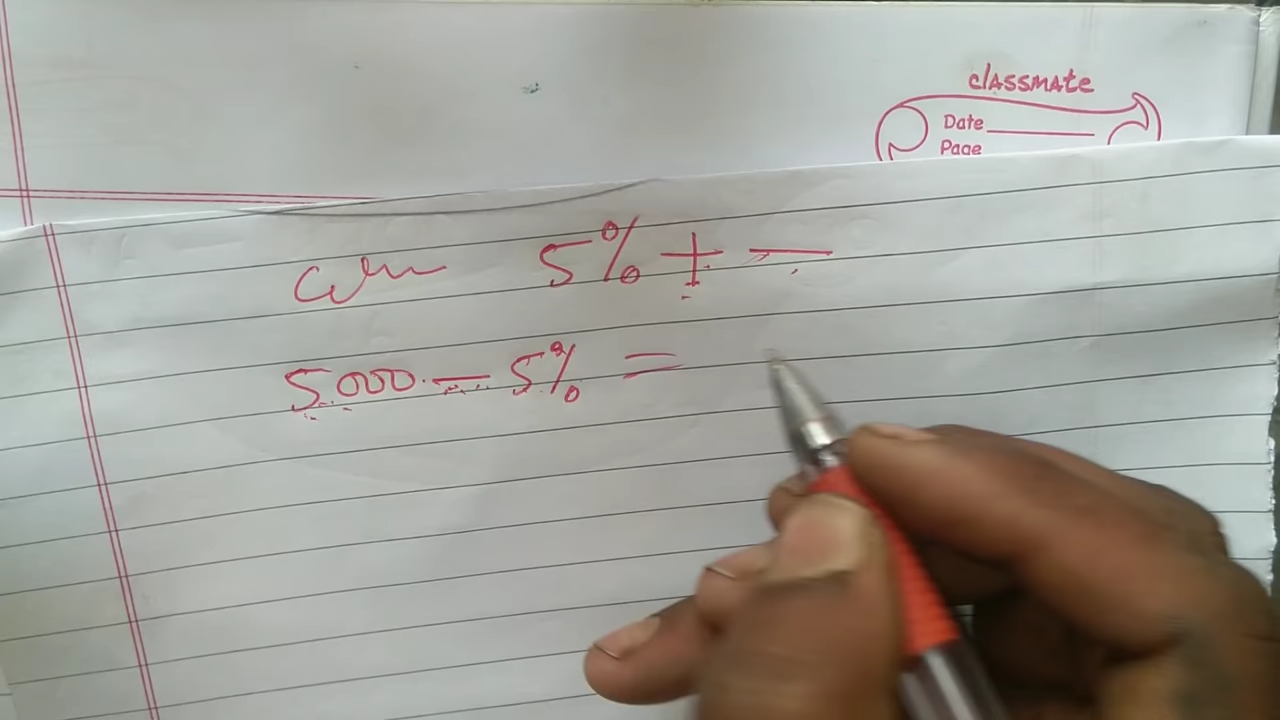 classmate
Date
Page
5% + —
5.000 — 5% =